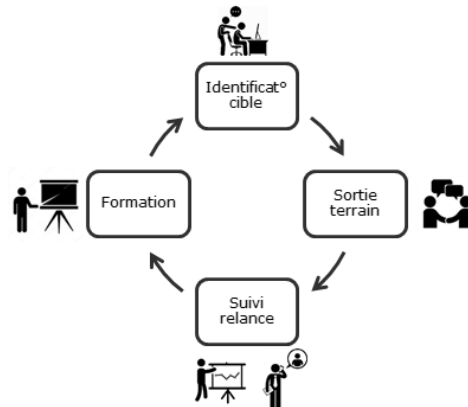 Identificat°
cible
Sortie
terrain
Suivi
relance
Formation